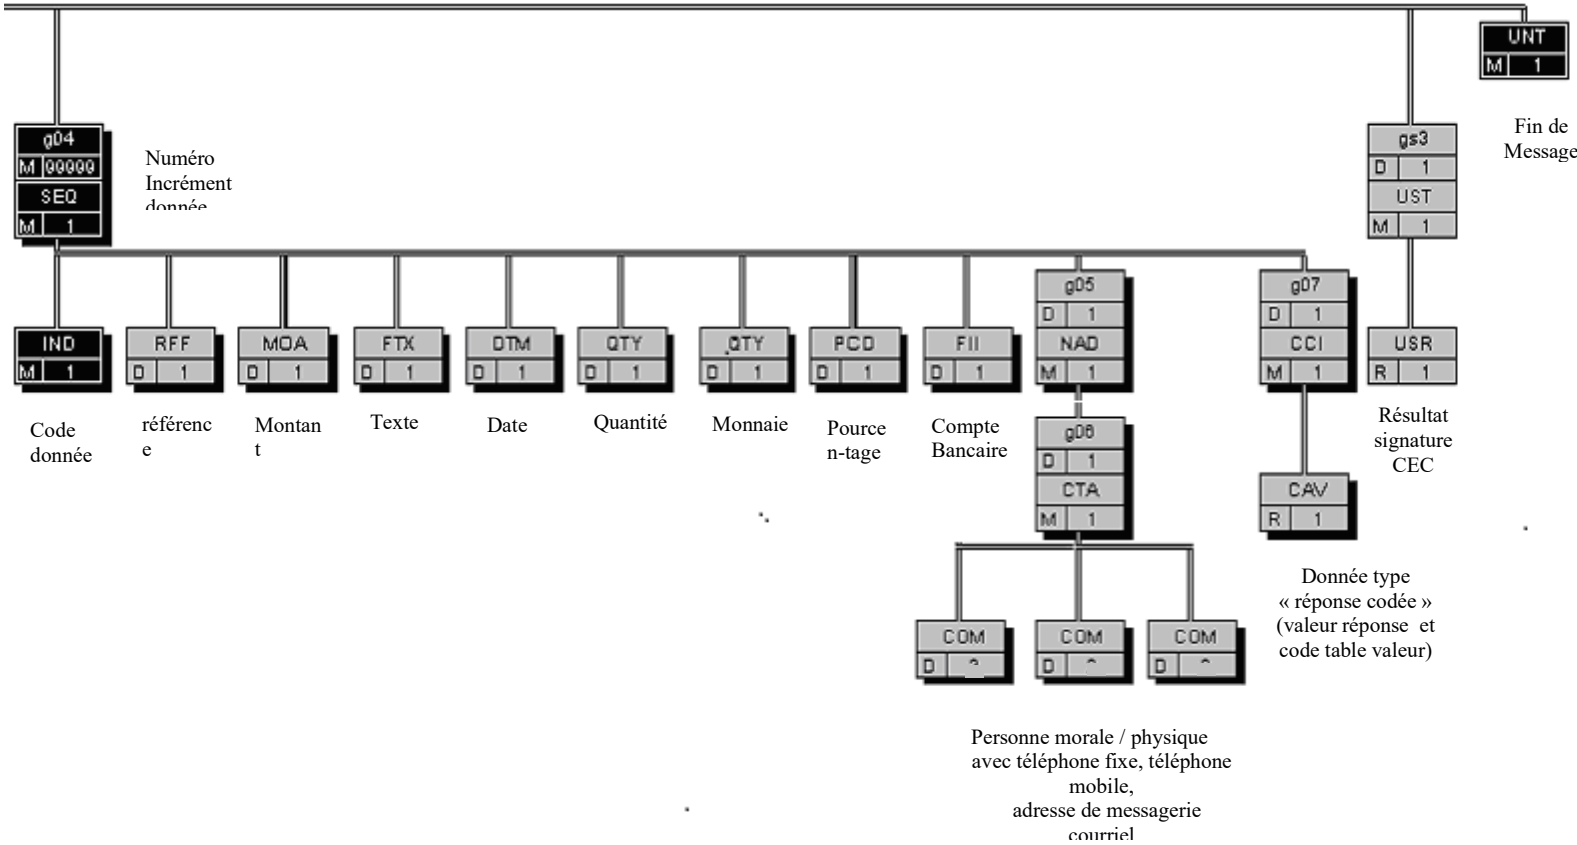 UNT
M 1
Fin de
Message
g04
M 99999
SEQ
M 1
Numéro
Incrément
donnée
gs3
D 1
UST
M 1
g05
D 1
NAD
M 1
g07
D 1
CCI
M 1
IND
M 1
RFF
D 1
MOA
D 1
FTX
D 1
DTM
D 1
QTY
D 1
QTY
D 1
PCD
D 1
FII
D 1
USR
R 1
Code
donnée
référenc
e
Montan
t
Texte
Date
Quantité
Monnaie
Pource
n-tage
Compte
Bancaire
Résultat
signature
CEC
g06
D 1
CTA
M 1
CAV
R 1
Donnée type
« réponse codée »
(valeur réponse et
code table valeur)
COM
D
COM
D
COM
D
Personne morale / physique
avec téléphone fixe, téléphone
mobile,
adresse de messagerie
courriel